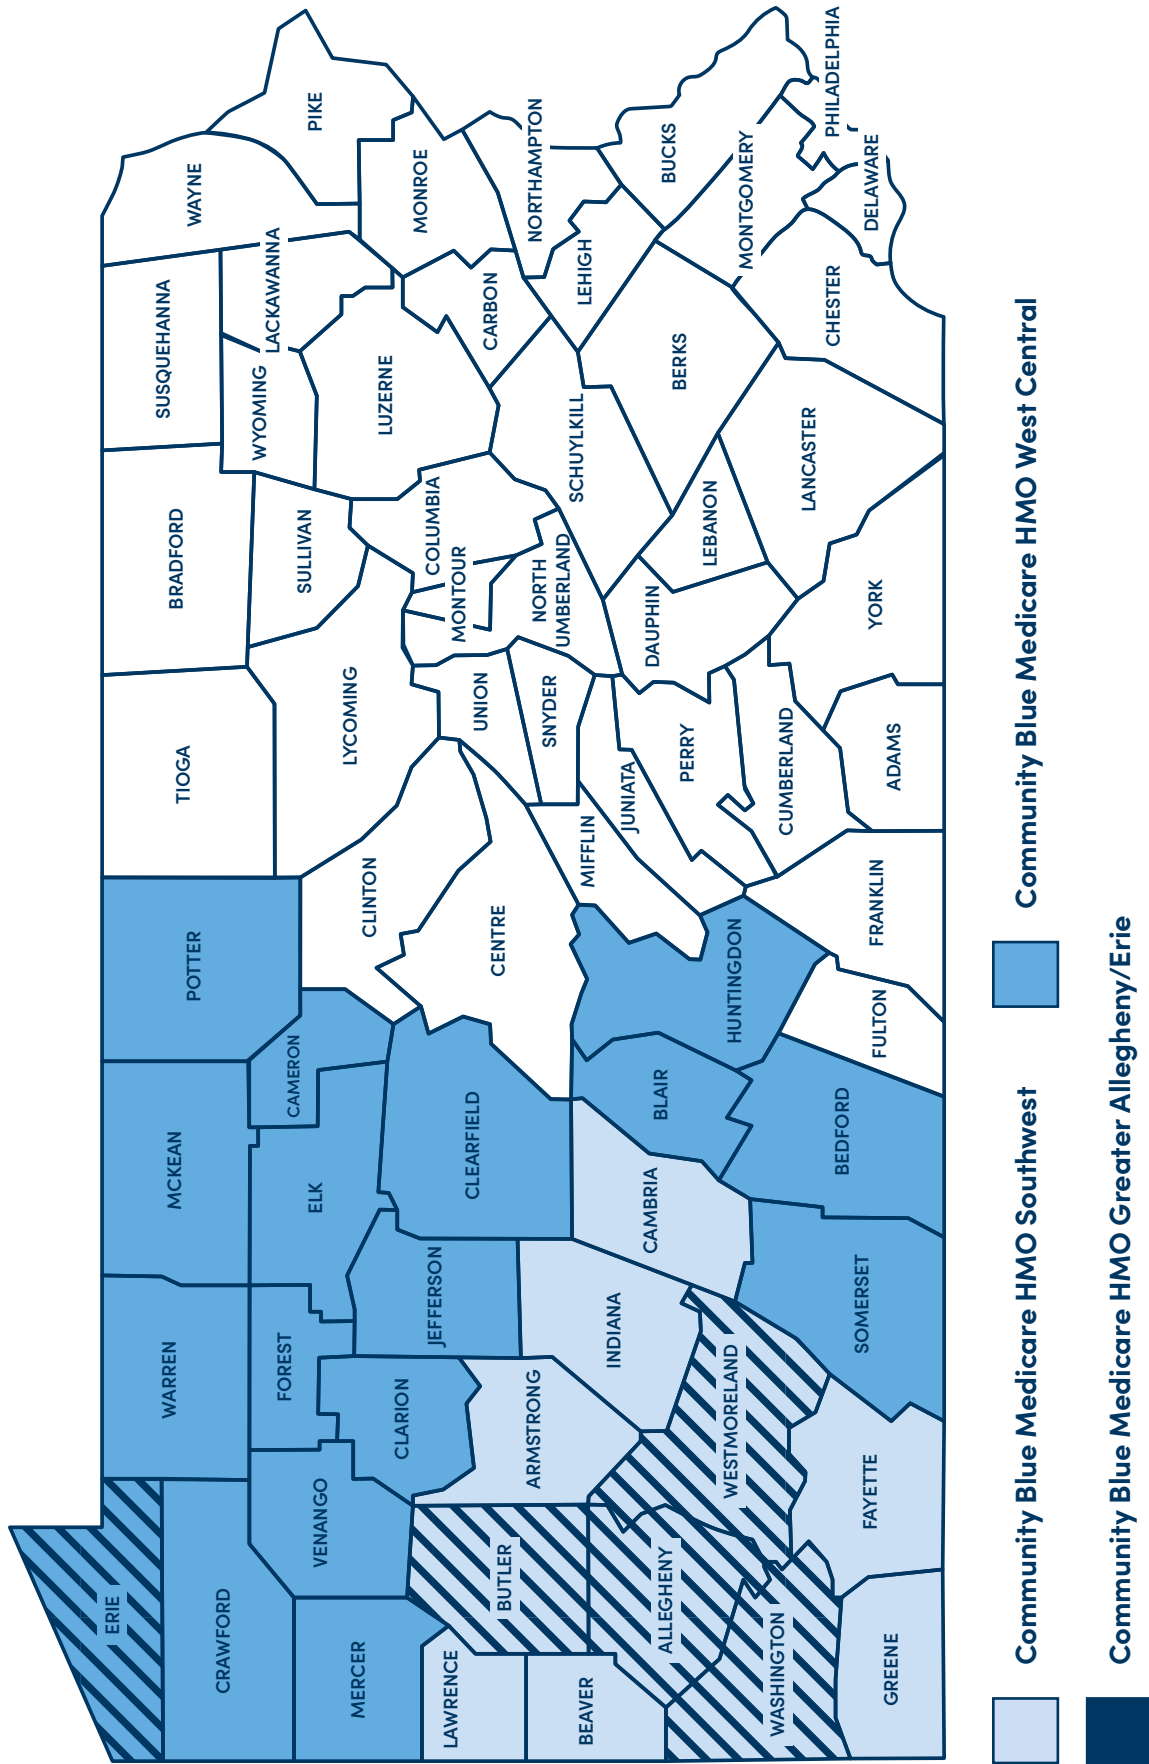 ERIE
CRAWFORD
WARREN
MCKEAN
POTTER
TIOGA
BRADFORD
SUSQUEHANNA
WAYNE
PIKE
MERCER
VENANGO
FOREST
ELK
CAMERON
CLINTON
LYCOMING
SULLIVAN
WYOMING
LACKAWANNA
LUZERNE
MONROE
LAWRENCE
BUTLER
CLARION
JEFFERSON
CLEARFIELD
CENTRE
UNION
MONTOUR
COLUMBIA
CARBON
NORTHAMPTON
BEAVER
ARMSTRONG
INDIANA
CAMBRIA
BLAIR
HUNTINGDON
MIFFLIN
JUNIATA
SNYDER
NORTH
UMBERLAND
SCHUYLKILL
LEHIGH
BUCKS
ALLEGHENY
WESTMORELAND
PERRY
DAUPHIN
LEBANON
BERKS
MONTGOMERY
PHILADELPHIA
WASHINGTON
GREENE
FAYETTE
SOMERSET
BEDFORD
FULTON
FRANKLIN
CUMBERLAND
ADAMS
YORK
LANCASTER
CHESTER
DELAWARE
Community Blue Medicare HMO Southwest
Community Blue Medicare HMO West Central
Community Blue Medicare HMO Greater Allegheny/Erie